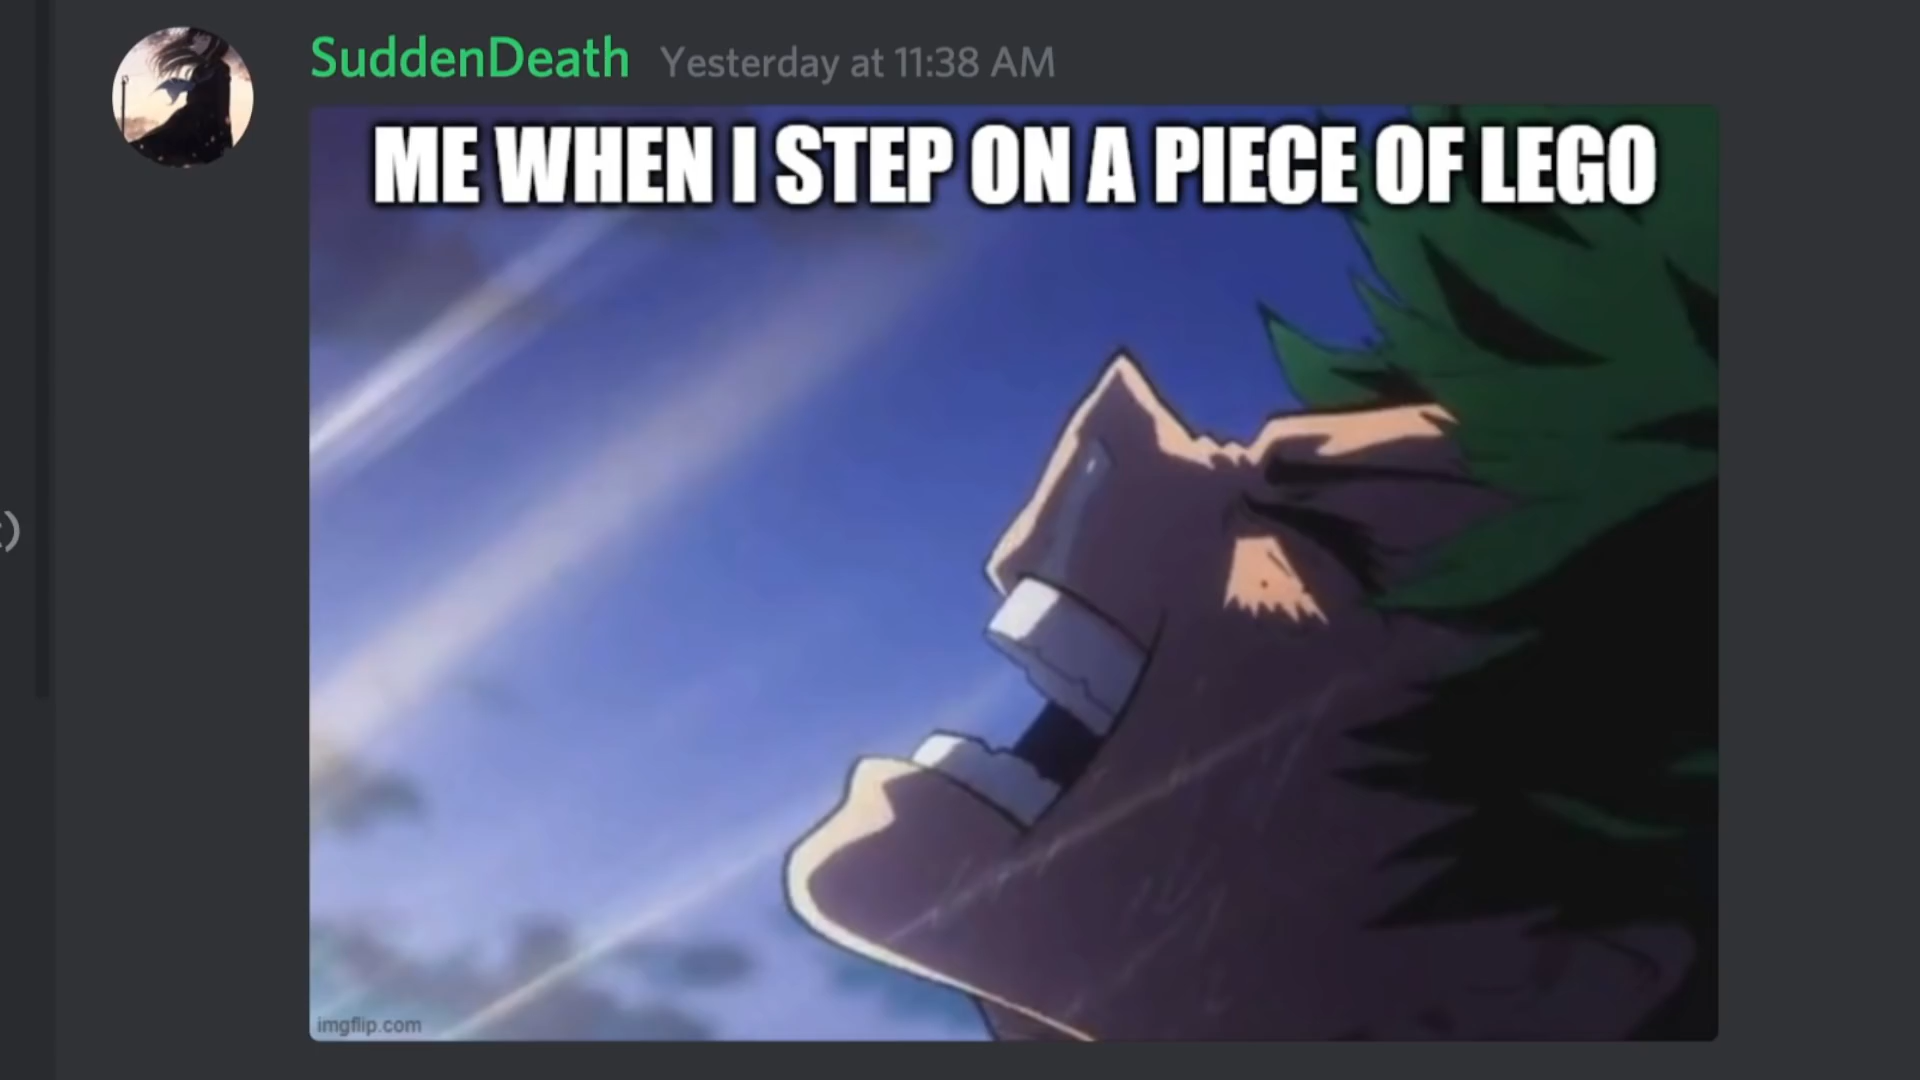 SuddenDeath Yesterday at 11:38 AM
ME WHEN I STEP ON A PIECE OF LEGO
imgflip.com